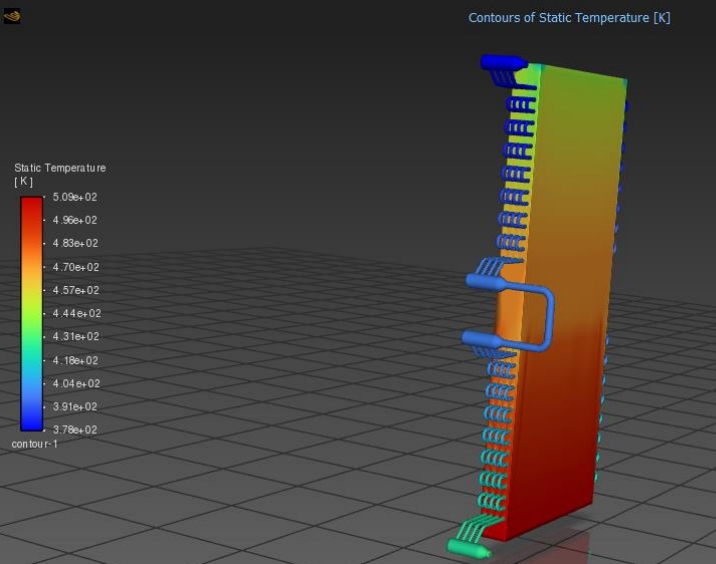 Contours of Static Temperature [K]
Static Temperature
[ K ]
5.09e+02
4.96e+02
4.83e+02
4.70e+02
4.57e+02
4.44e+02
4.31e+02
4.18e+02
4.04e+02
3.91e+02
3.78e+02
contour-1